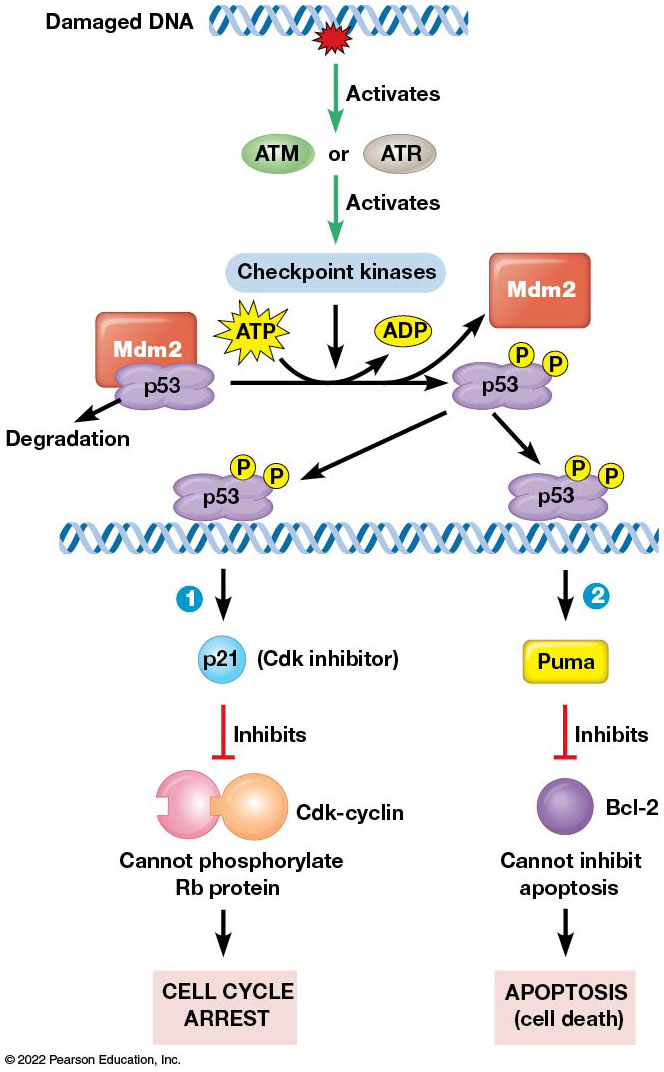 Damaged DNA
Activates
ATM or ATR
Activates
Checkpoint kinases
Mdm2
ATP
ADP
Mdm2
P P
p53
p53
Degradation
P P
p53
P P
p53
1
2
p21 (Cdk inhibitor)
Puma
Inhibits
Inhibits
Cdk-cyclin
Bcl-2
Cannot phosphorylate
Rb protein
Cannot inhibit
apoptosis
CELL CYCLE
ARREST
APOPTOSIS
(cell death)
© 2022 Pearson Education, Inc.